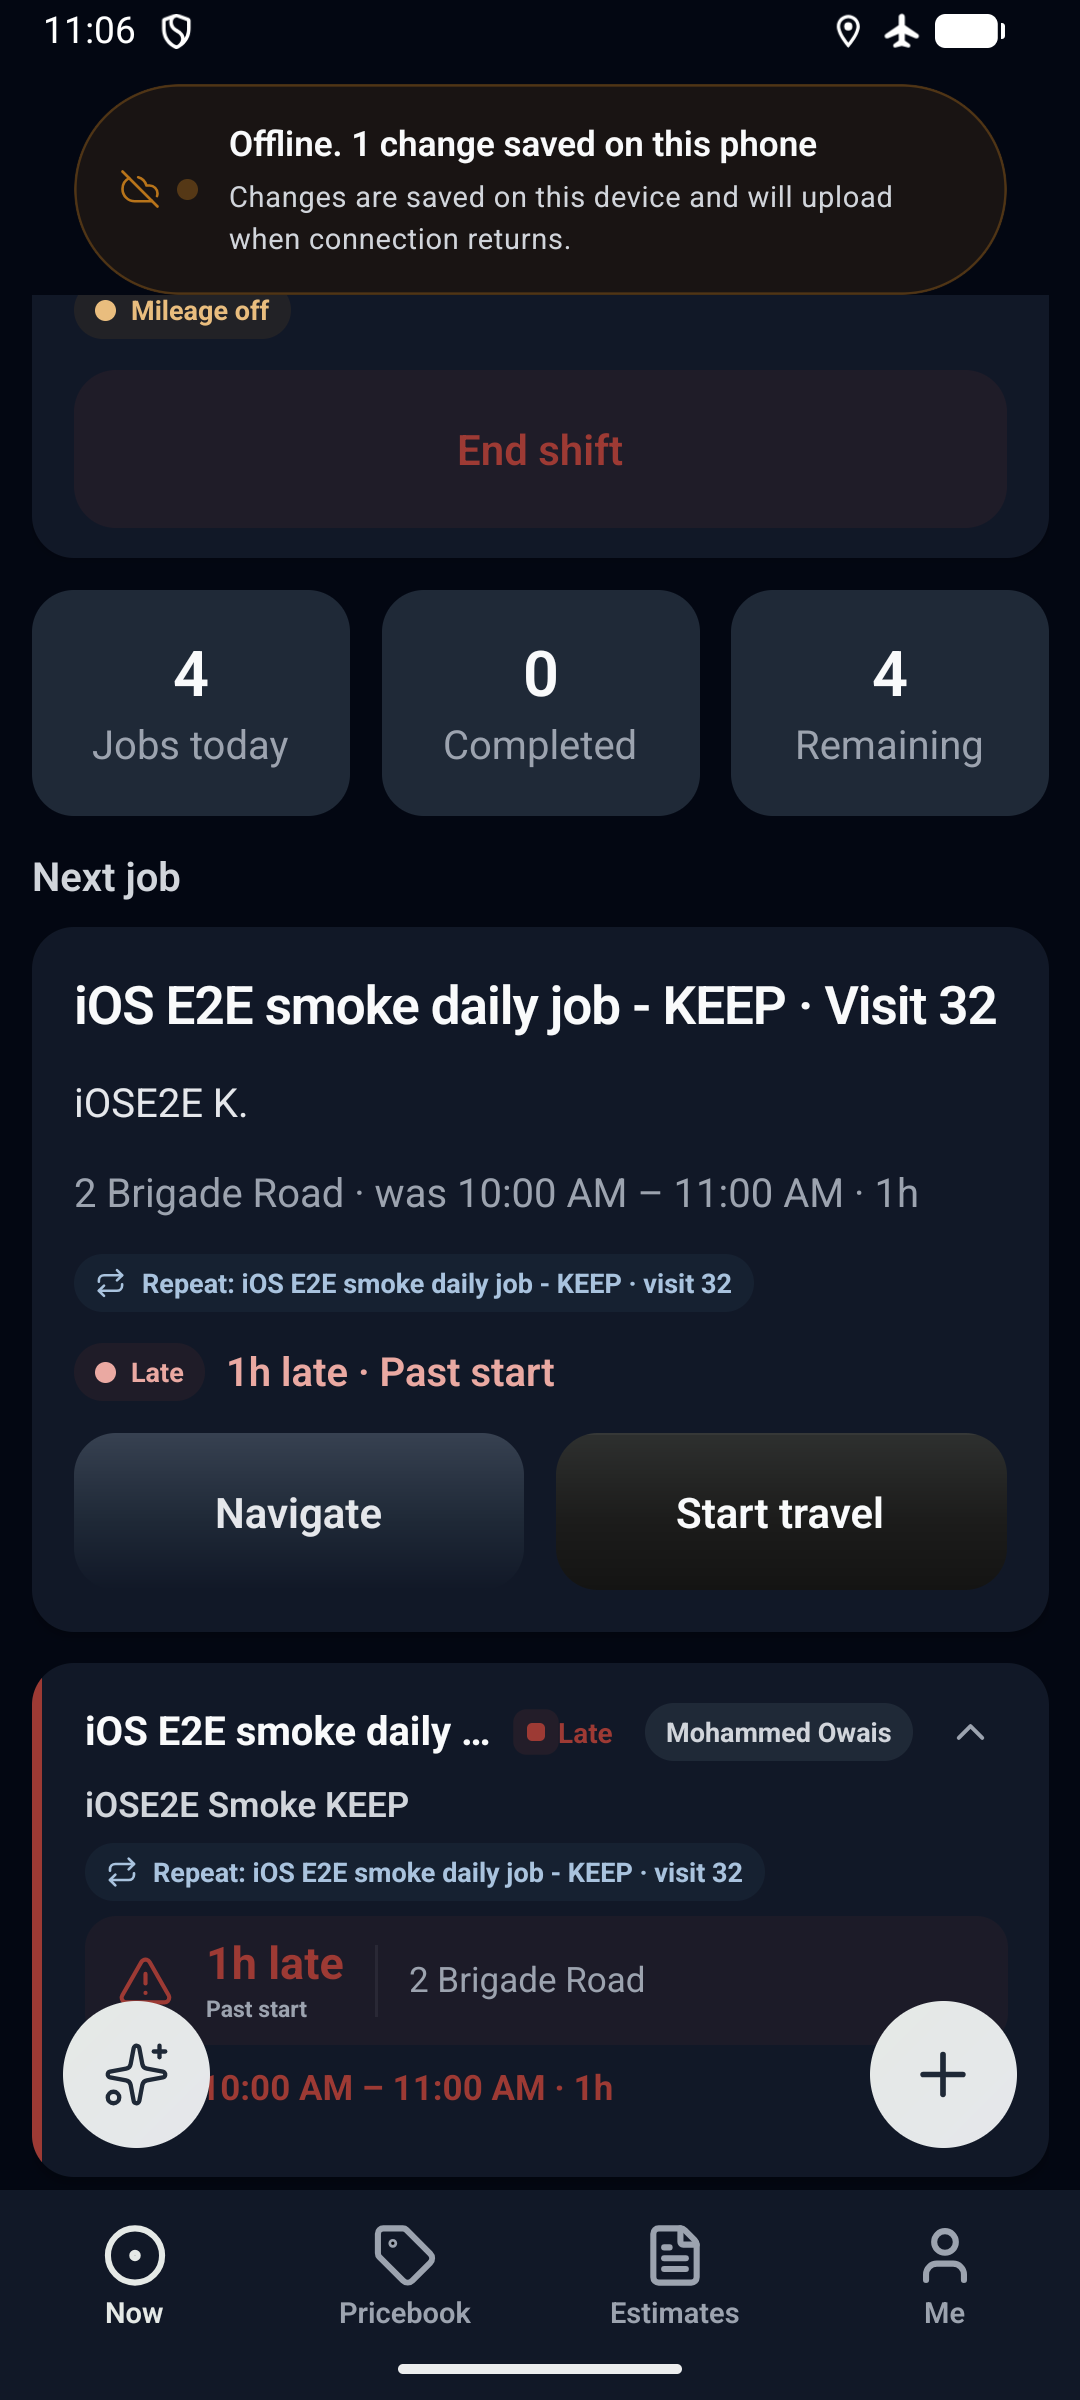 11:06
Offline. 1 change saved on this phone
Changes are saved on this device and will upload
when connection returns.
Mileage off
End shift
4
Jobs today
0
Completed
4
Remaining
Next job
iOS E2E smoke daily job - KEEP · Visit 32
iOSE2E K.
2 Brigade Road · was 10:00 AM – 11:00 AM · 1h
Repeat: iOS E2E smoke daily job - KEEP · visit 32
Late 1h late · Past start
Navigate
Start travel
iOS E2E smoke daily ... Late Mohammed Owais
iOSE2E Smoke KEEP
Repeat: iOS E2E smoke daily job - KEEP · visit 32
1h late
Past start
2 Brigade Road
10:00 AM – 11:00 AM · 1h
Now
Pricebook
Estimates
Me